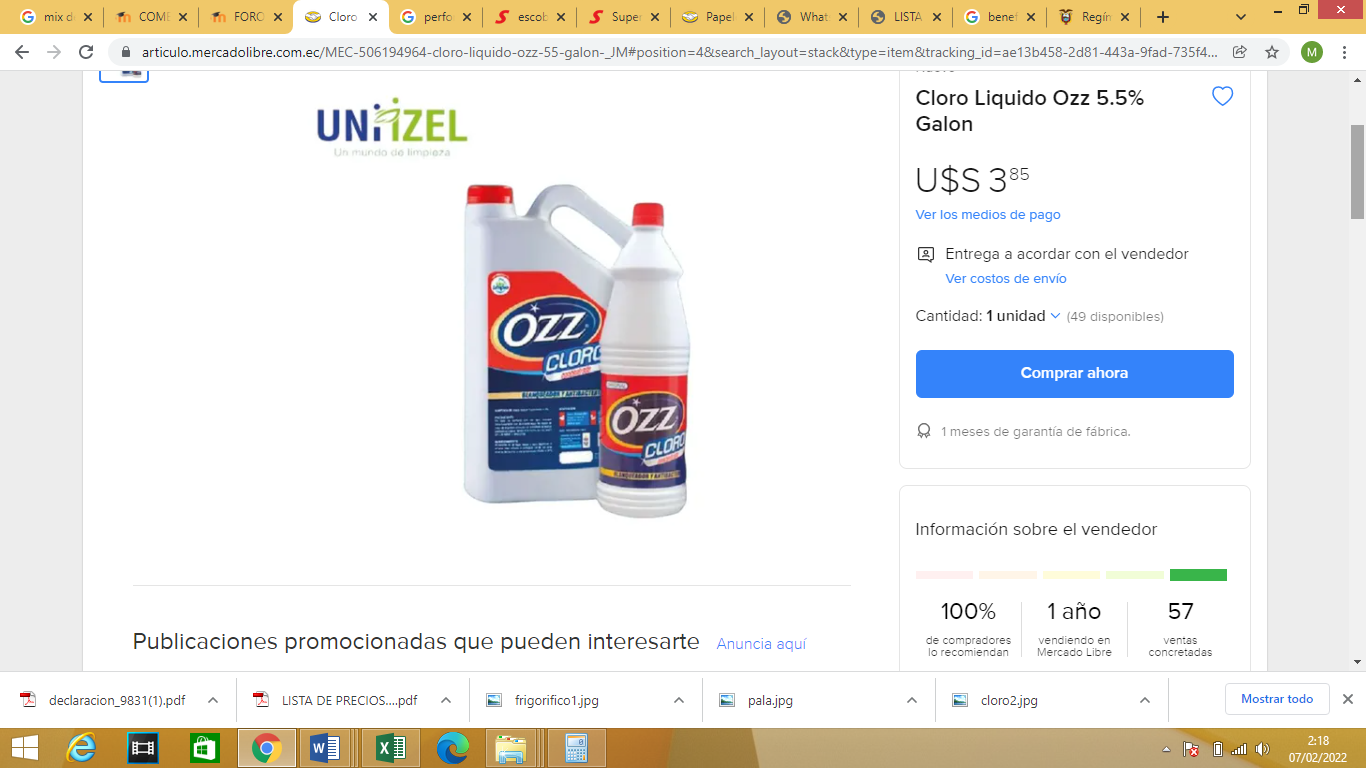 mix d
COME
FORO
Cloro
perfo
escob
Super
Papel
Whats
LISTA
benef
Regin
articulo.mercadolibre.com.ec/MEC-506194964-cloro-liquido-ozz-55-galon-_JM#position=4&search_layout=stack&type=item&tracking_id=ae13b458-2d81-443a-9fad-735f4...
M
UNIIZEL
Un mundo de limpieza
OZZ
CLORO
BLANQUEADOR Y ANTIBACTE
OZZ
CLORO
Cloro Liquido Ozz 5.5%
Galon
U$S 3 85
Ver los medios de pago
Entrega a acordar con el vendedor
Ver costos de envío
Cantidad: 1 unidad (49 disponibles)
Comprar ahora
1 meses de garantía de fábrica.
Información sobre el vendedor
100% 1 año 57
de compradores vendiendo en ventas
lo recomiendan Mercado Libre concretadas
Publicaciones promocionadas que pueden interesarte Anuncia aquí
declaracion_9831(1).pdf
LISTA DE PRECIOS....pdf
frigorifico1.jpg
pala.jpg
cloro2.jpg
Mostrar todo
2:18
07/02/2022